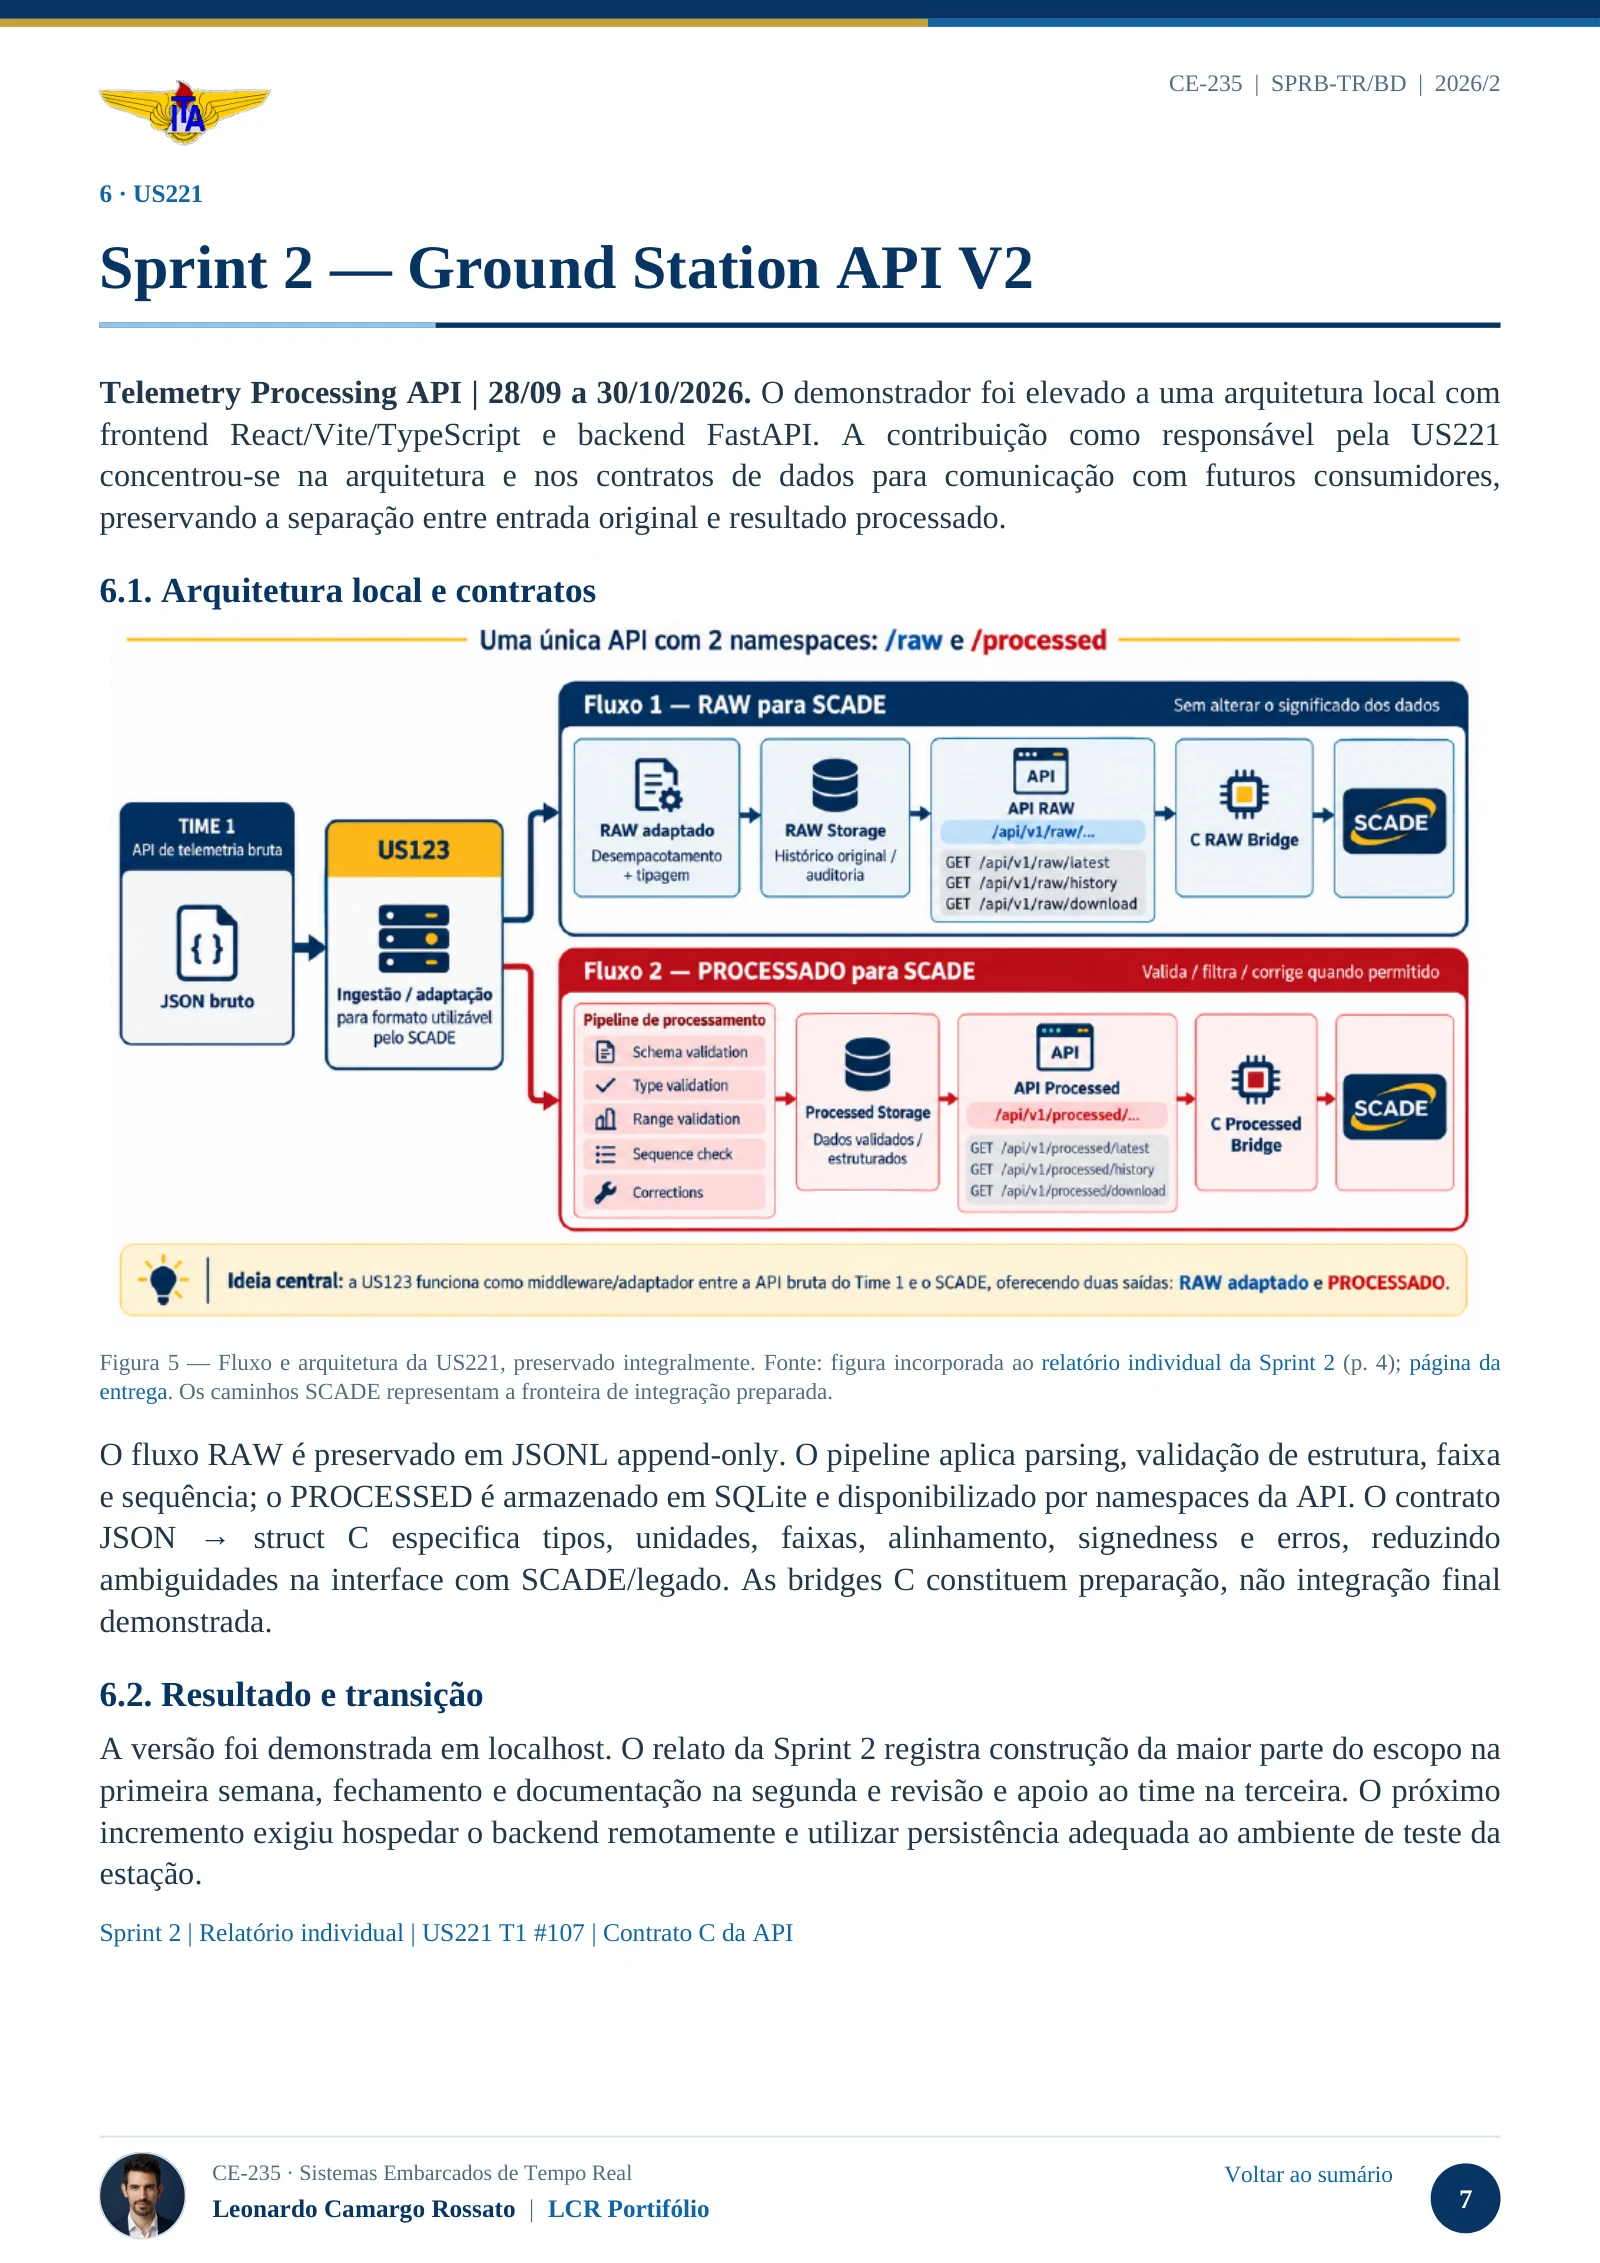 CE-235 | SPRB-TR/BD | 2026/2
ITA
6 · US221
Sprint 2 — Ground Station API V2
Telemetry Processing API | 28/09 a 30/10/2026. O demonstrador foi elevado a uma arquitetura local com
frontend React/Vite/TypeScript e backend FastAPI. A contribuição como responsável pela US221
concentrou-se na arquitetura e nos contratos de dados para comunicação com futuros consumidores,
preservando a separação entre entrada original e resultado processado.
6.1. Arquitetura local e contratos
Uma única API com 2 namespaces: /raw e /processed
TIME 1
API de telemetria bruta
{ }
JSON bruto
US123
Ingestão / adaptação
para formato utilizável
pelo SCADE
Fluxo 1 — RAW para SCADE
Sem alterar o significado dos dados
RAW adaptado
Desempacotamento
+ tipagem
RAW Storage
Histórico original /
auditoria
API
API RAW
/api/v1/raw/...
GET /api/v1/raw/latest
GET /api/v1/raw/history
GET /api/v1/raw/download
C RAW Bridge
SCADE
Fluxo 2 — PROCESSADO para SCADE
Valida / filtra / corrige quando permitido
Pipeline de processamento
Schema validation
Type validation
Range validation
Sequence check
Corrections
Processed Storage
Dados validados /
estruturados
API
API Processed
/api/v1/processed/...
GET /api/v1/processed/latest
GET /api/v1/processed/history
GET /api/v1/processed/download
C Processed
Bridge
SCADE
Ideia central: a US123 funciona como middleware/adaptador entre a API bruta do Time 1 e o SCADE, oferecendo duas saídas: RAW adaptado e PROCESSADO.
Figura 5 — Fluxo e arquitetura da US221, preservado integralmente. Fonte: figura incorporada ao relatório individual da Sprint 2 (p. 4); página da
entrega. Os caminhos SCADE representam a fronteira de integração preparada.
O fluxo RAW é preservado em JSONL append-only. O pipeline aplica parsing, validação de estrutura, faixa
e sequência; o PROCESSED é armazenado em SQLite e disponibilizado por namespaces da API. O contrato
JSON → struct C especifica tipos, unidades, faixas, alinhamento, signedness e erros, reduzindo
ambiguidades na interface com SCADE/legado. As bridges C constituem preparação, não integração final
demonstrada.
6.2. Resultado e transição
A versão foi demonstrada em localhost. O relato da Sprint 2 registra construção da maior parte do escopo na
primeira semana, fechamento e documentação na segunda e revisão e apoio ao time na terceira. O próximo
incremento exigiu hospedar o backend remotamente e utilizar persistência adequada ao ambiente de teste da
estação.
Sprint 2 | Relatório individual | US221 T1 #107 | Contrato C da API
CE-235 · Sistemas Embarcados de Tempo Real
Leonardo Camargo Rossato | LCR Portifólio
Voltar ao sumário
7